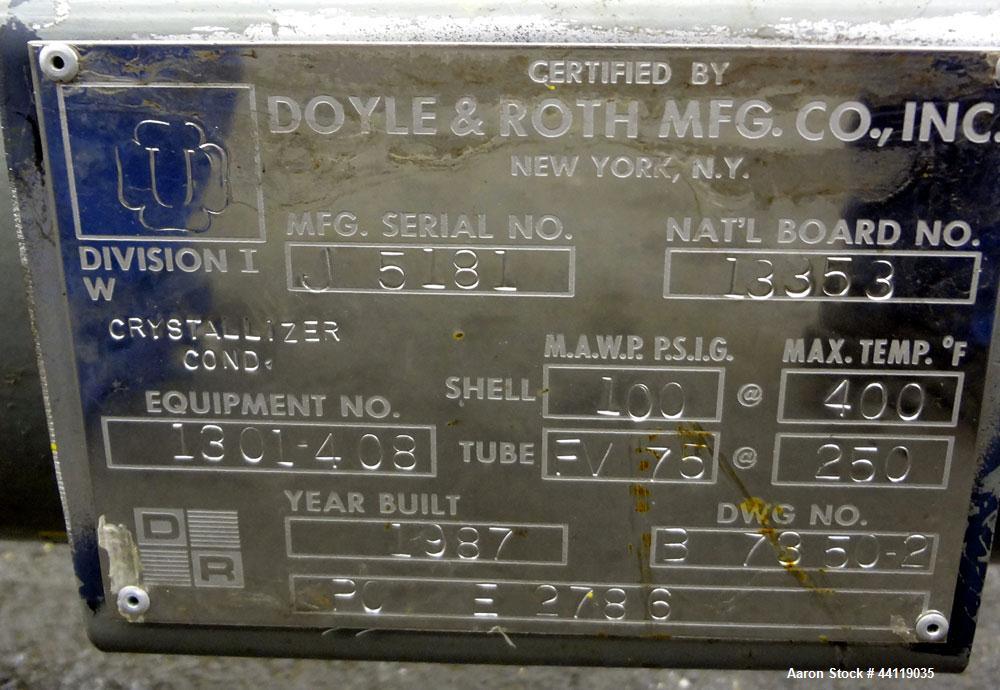 CERTIFIED BY
DOYLE & ROTH MFG. CO., INC.
NEW YORK, N.Y.
U
DIVISION I
W
MFG. SERIAL NO.
J 5181
NAT'L BOARD NO.
13353
CRYSTALLIZER
COND.
M.A.W.P. P.S.I.G.
MAX. TEMP. °F
SHELL 100 @ 400
EQUIPMENT NO.
1301-408
TUBE FV 75 @ 250
YEAR BUILT
1987
DWG NO.
B 7350-2
D
R
PO E 2786
Aaron Stock # 44119035